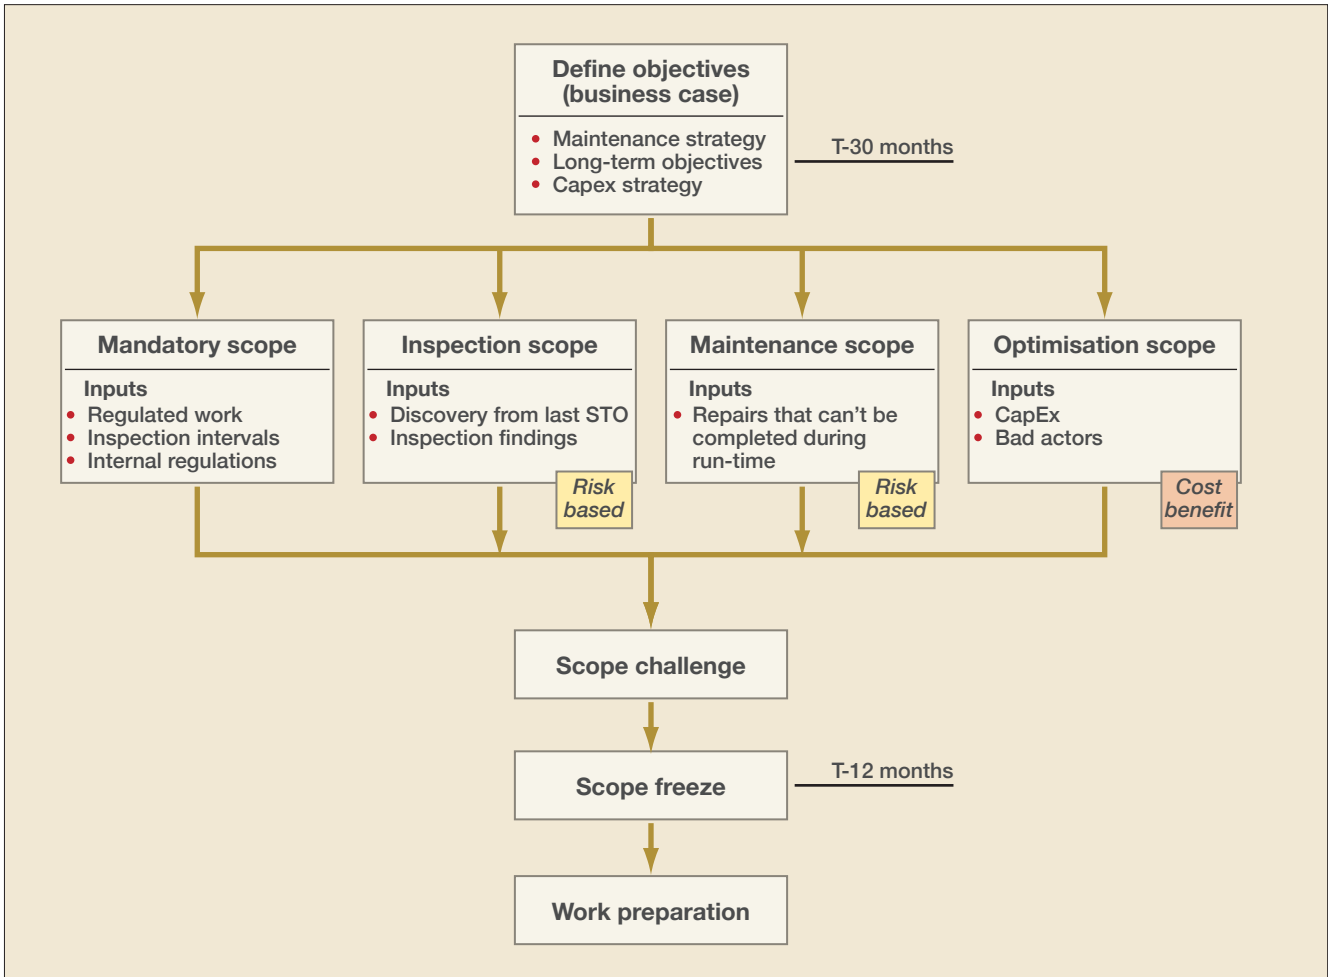 Define objectives
(business case)
• Maintenance strategy
• Long-term objectives
• Capex strategy
T-30 months
Mandatory scope
Inputs
• Regulated work
• Inspection intervals
• Internal regulations
Inspection scope
Inputs
• Discovery from last STO
• Inspection findings
Risk
based
Maintenance scope
Inputs
• Repairs that can't be
completed during
run-time
Risk
based
Optimisation scope
Inputs
• CapEx
• Bad actors
Cost
benefit
Scope challenge
Scope freeze
T-12 months
Work preparation